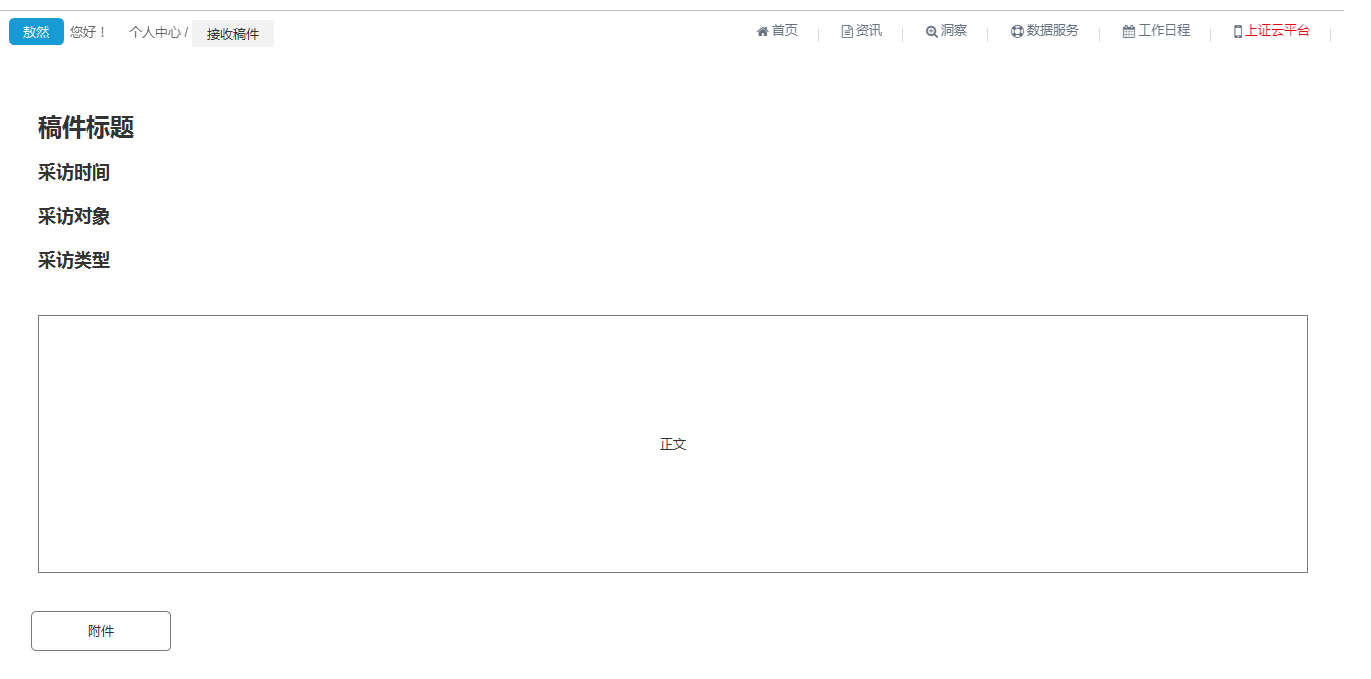 敖然 您好！ 个人中心 / 接收稿件 首页 资讯 洞察 数据服务 工作日程 上证云平台
稿件标题
采访时间
采访对象
采访类型
正文
附件